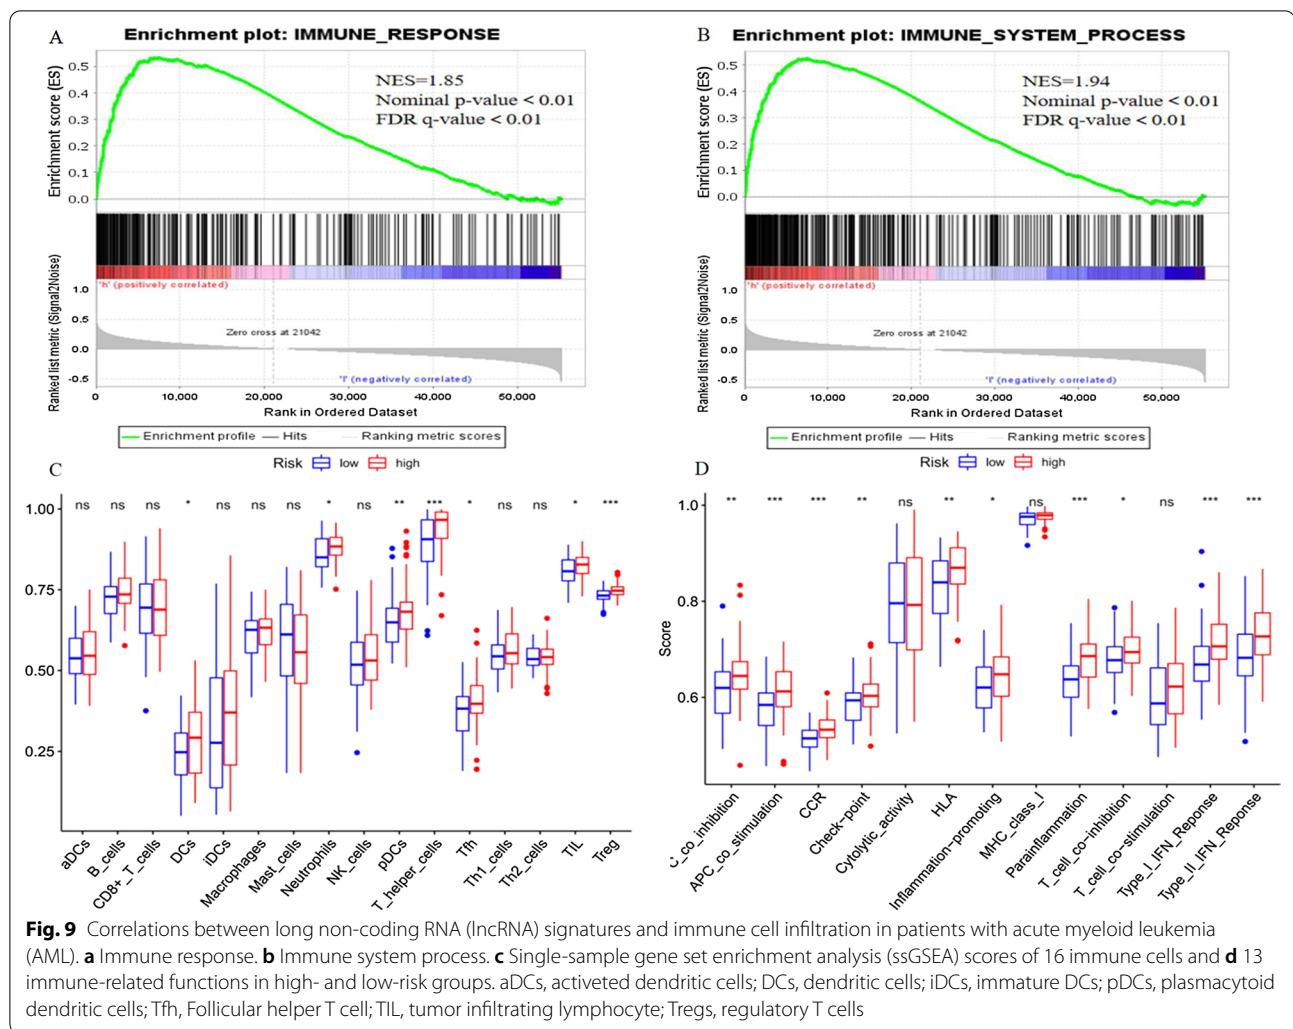 A
Enrichment plot: IMMUNE_RESPONSE
Enrichment score (ES)
0.5
0.4
0.3
0.2
0.1
0.0
NES=1.85
Nominal p-value < 0.01
FDR q-value < 0.01
Ranked list metric (Signal2Noise)
1.0
0.5
0.0
-0.5
'h' (positively correlated)
Zero cross at 21042
'l' (negatively correlated)
0 10,000 20,000 30,000 40,000 50,000
Rank in Ordered Dataset
Enrichment profile Hits Ranking metric scores
B
Enrichment plot: IMMUNE_SYSTEM_PROCESS
Enrichment score (ES)
0.5
0.4
0.3
0.2
0.1
0.0
NES=1.94
Nominal p-value < 0.01
FDR q-value < 0.01
Ranked list metric (Signal2Noise)
1.0
0.5
0.0
-0.5
'h' (positively correlated)
Zero cross at 21042
'l' (negatively correlated)
0 10,000 20,000 30,000 40,000 50,000
Rank in Ordered Dataset
Enrichment profile Hits Ranking metric scores
C
Risk low high
1.00
0.75
0.50
0.25
ns ns ns * ns ns ns * ns ** *** * ns ns * ***
aDCs
B_cells
CD8+_T_cells
DCs
iDCs
Macrophages
Mast_cells
Neutrophils
NK_cells
pDCs
T_helper_cells
Tfh
Th1_cells
Th2_cells
TIL
Treg
D
Risk low high
Score
1.0
0.8
0.6
** *** *** ** ns ** * ns *** * ns *** ***
C_co_inhibition
APC_co_stimulation
CCR
Check-point
Cytolytic_activity
HLA
Inflammation-promoting
MHC_class_I
Parainflammation
T_cell_co-inhibition
T_cell_co-stimulation
Type_I_IFN_Reponse
Type_II_IFN_Reponse
Fig. 9 Correlations between long non-coding RNA (lncRNA) signatures and immune cell infiltration in patients with acute myeloid leukemia
(AML). a Immune response. b Immune system process. c Single-sample gene set enrichment analysis (ssGSEA) scores of 16 immune cells and d 13
immune-related functions in high- and low-risk groups. aDCs, activeted dendritic cells; DCs, dendritic cells; iDCs, immature DCs; pDCs, plasmacytoid
dendritic cells; Tfh, Follicular helper T cell; TIL, tumor infiltrating lymphocyte; Tregs, regulatory T cells